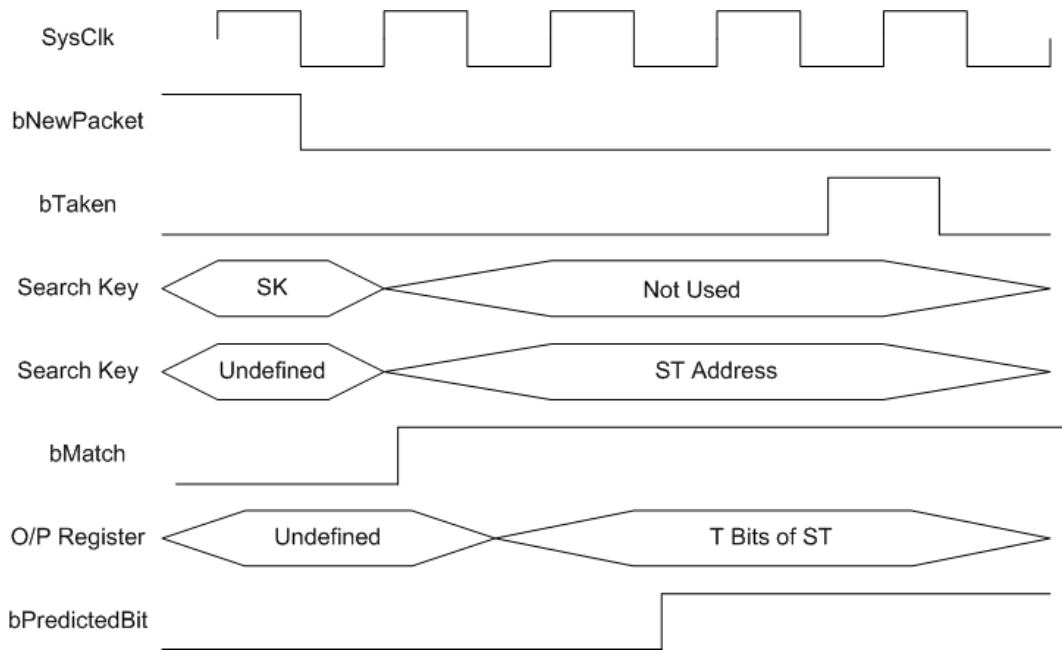 SysClk
bNewPacket
bTaken
Search Key
SK
Not Used
Search Key
Undefined
ST Address
bMatch
O/P Register
Undefined
T Bits of ST
bPredictedBit